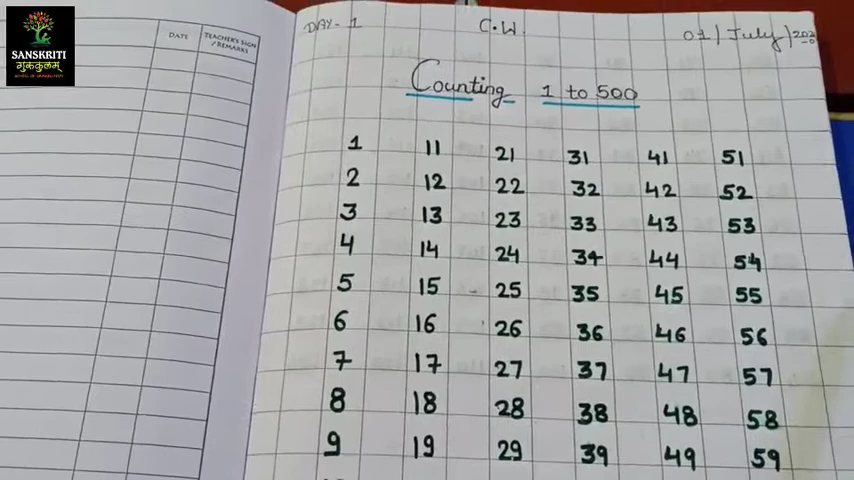 SANSKRITI
गुरुकुलम्
DATE
TEACHER'S SIGN / REMARKS
DAY - 1 C.W. 01 | July | 2020
Counting 1 to 500
1 11 21 31 41 51
2 12 22 32 42 52
3 13 23 33 43 53
4 14 24 34 44 54
5 15 25 35 45 55
6 16 26 36 46 56
7 17 27 37 47 57
8 18 28 38 48 58
9 19 29 39 49 59